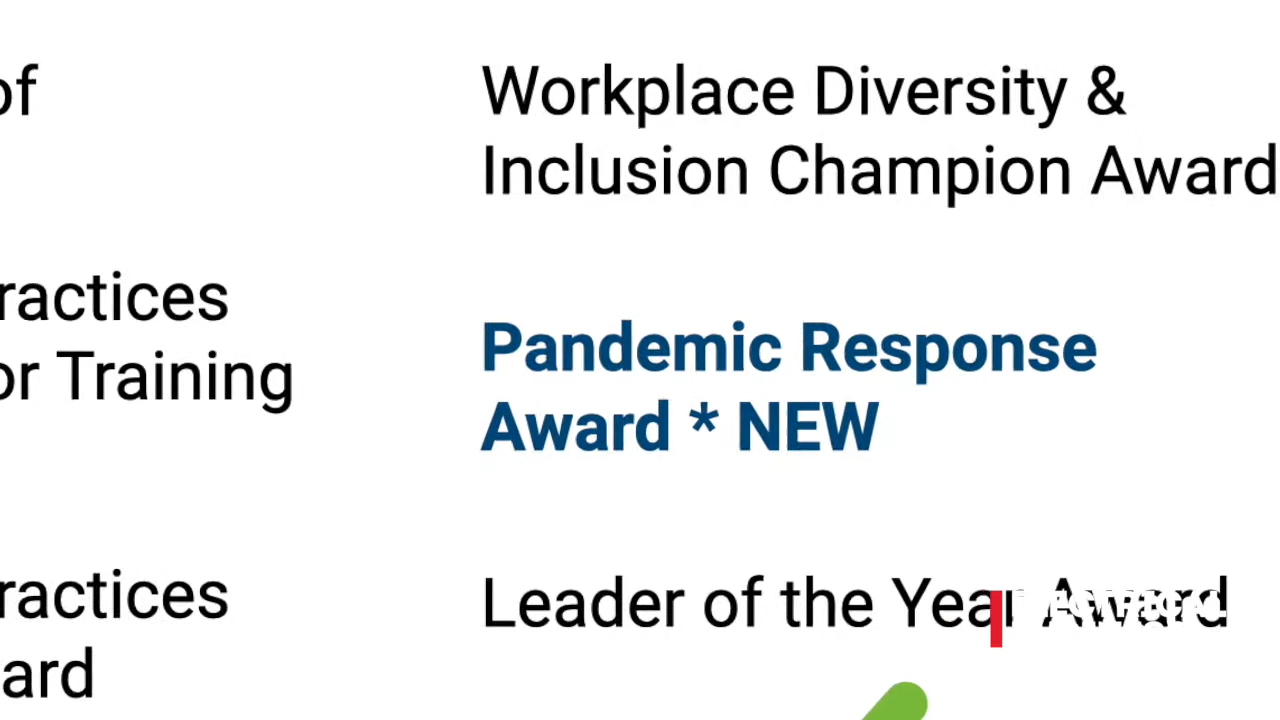 of
ractices
or Training
ractices
ard
Workplace Diversity &
Inclusion Champion Award
Pandemic Response
Award * NEW
Leader of the Year Award